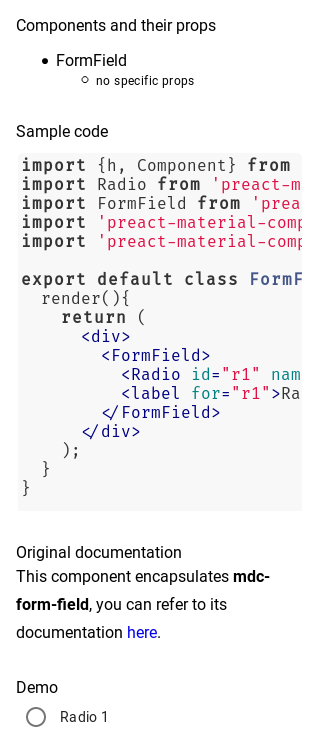 Components and their props
FormField
no specific props
Sample code
import {h, Component} from
import Radio from 'preact-m
import FormField from 'prea
import 'preact-material-comp
import 'preact-material-comp
export default class FormF
render(){
return (
<div>
<FormField>
<Radio id="r1" nam
<label for="r1">Ra
</FormField>
</div>
);
}
}
Original documentation
This component encapsulates mdc-
form-field, you can refer to its
documentation here.
Demo
Radio 1